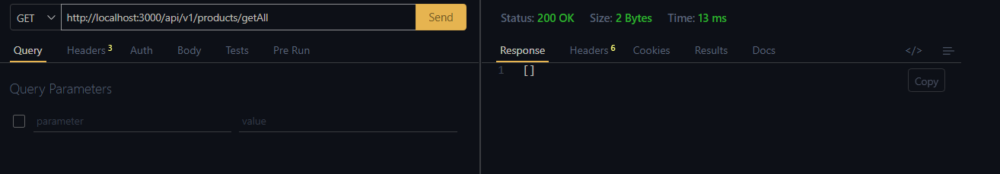 GET http://localhost:3000/api/v1/products/getAll Send
Query Headers 3 Auth Body Tests Pre Run
Query Parameters
parameter value
Status: 200 OK Size: 2 Bytes Time: 13 ms
Response Headers 6 Cookies Results Docs </>
1 []
Copy